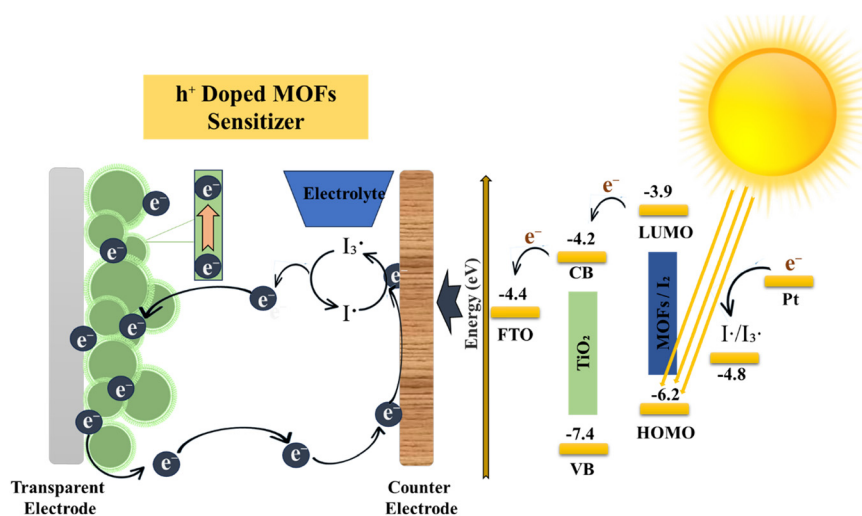 h⁺ Doped MOFs
Sensitizer
e⁻
e⁻
e⁻
e⁻
e⁻
e⁻
e⁻
e⁻
e⁻
e⁻
e⁻
e⁻
e⁻
Electrolyte
I₃·
I·
e
Transparent
Electrode
Counter
Electrode
Energy (eV)
-4.4
FTO
e⁻
e⁻
-4.2
CB
TiO₂
-7.4
VB
-3.9
LUMO
MOFs / I₂
-6.2
HOMO
e⁻
Pt
I·/I₃·
-4.8